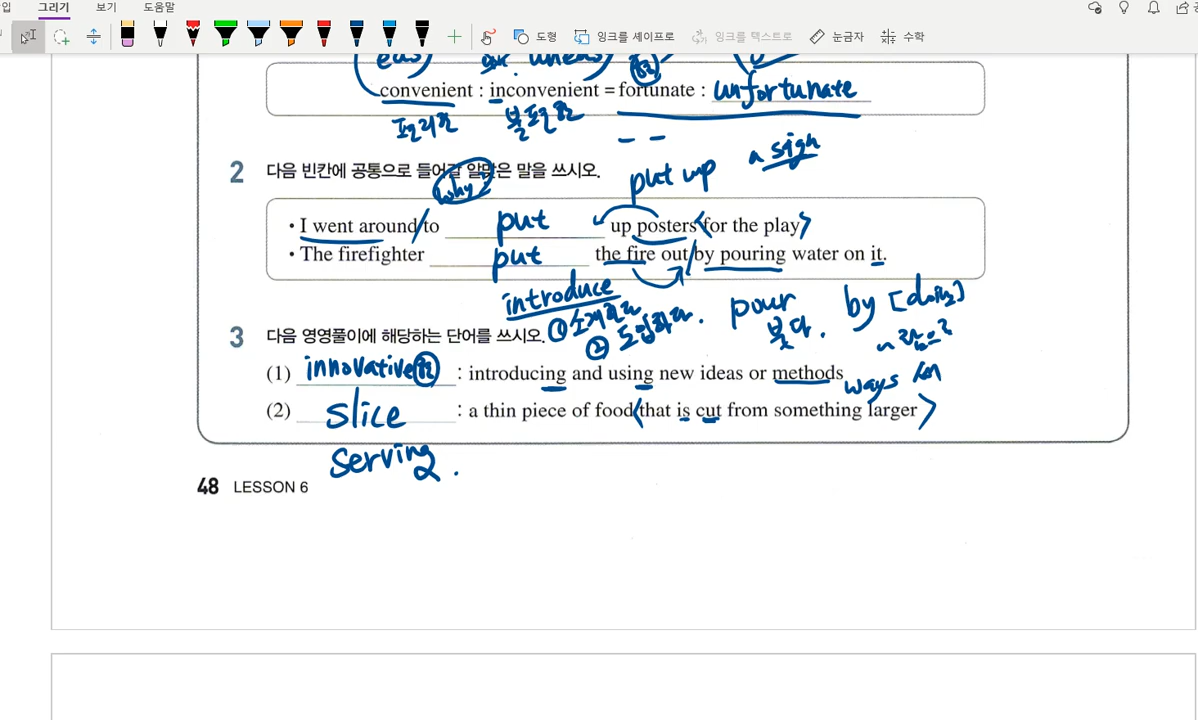 그리기 보기 도움말
도형 잉크를 셰이프로 잉크를 텍스트로 눈금자 수학
easy uneasy
convenient : inconvenient = fortunate : unfortunate
편리한 불편한
a sign
2 다음 빈칸에 공통으로 들어갈 알맞은 말을 쓰시오.
why? put up
• I went around/to put up posters <for the play>
• The firefighter put the fire out/by pouring water on it.
introduce pour by [doing]
① 소개하다 붓다. ~ 함으로
② 도입하다.
3 다음 영영풀이에 해당하는 단어를 쓰시오.
(1) innovative 형 : introducing and using new ideas or methods
ways
(2) slice : a thin piece of food <that is cut from something larger>
serving.
48 LESSON 6